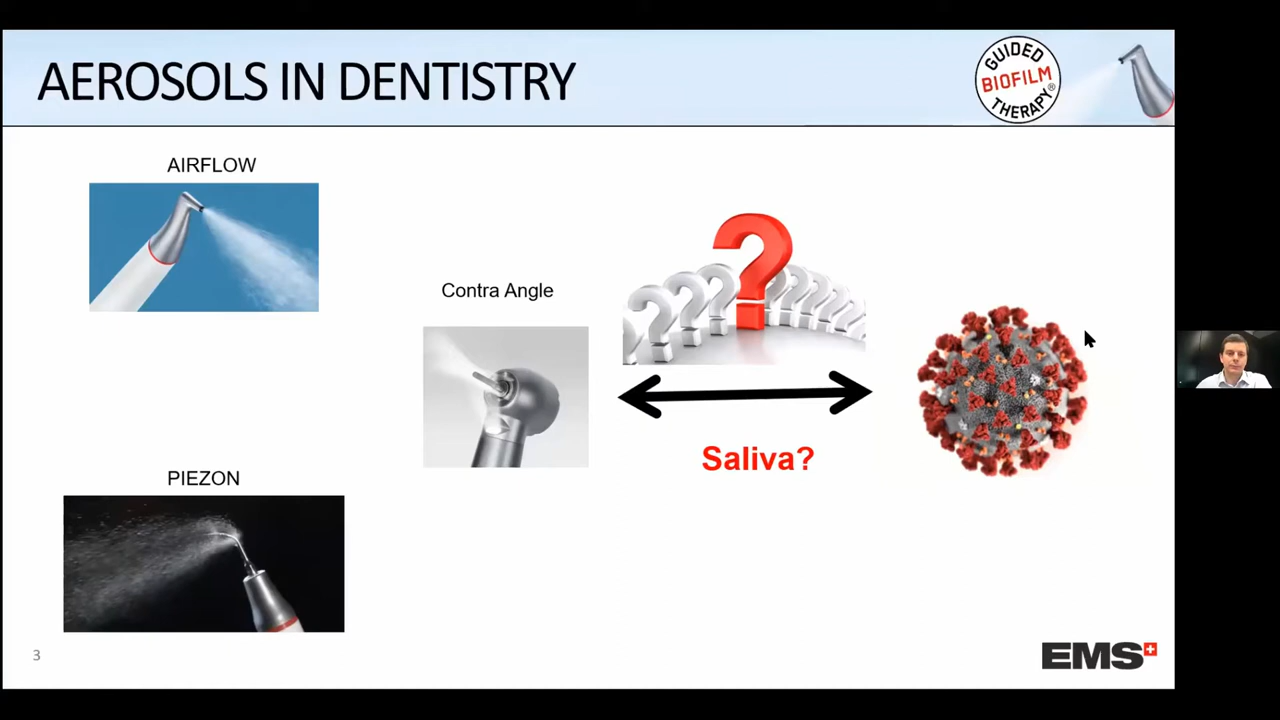 AEROSOLS IN DENTISTRY
GUIDED
BIOFILM
THERAPY®
AIRFLOW
Contra Angle
Saliva?
PIEZON
3
EMS